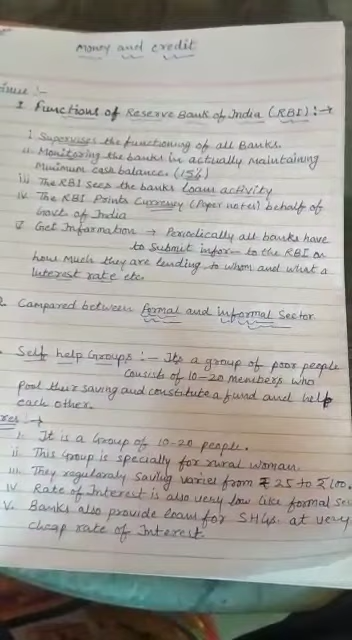 Money and credit
inue :-
1. Functions of Reserve Bank of India (RBI) :→
i. Supervises the functioning of all Banks.
ii. Monitoring the banks in actually maintaining
Minimum cash balance. (15%)
iii. The RBI sees the banks loans activity
iv. The RBI Prints Currency (Paper notes) behalf of
Govt of India
v. Get Information → Periodically all banks have
to submit infor- to the RBI on
how much they are lending, to whom and what a
interest rate etc.
2. Compared between formal and informal Sector
. Self help Groups :- Its a group of poor people
consists of 10-20 members who
pool their saving and constitute a fund and help
each other.
res :→
i. It is a Group of 10-20 people.
ii. This Group is specially for rural woman.
iii. They regularaly saving varies from ₹25 to ₹100.
iv. Rate of Interest is also very low like formal sec
v. Banks also provide loan for SHGs. at very
cheap rate of Interest.